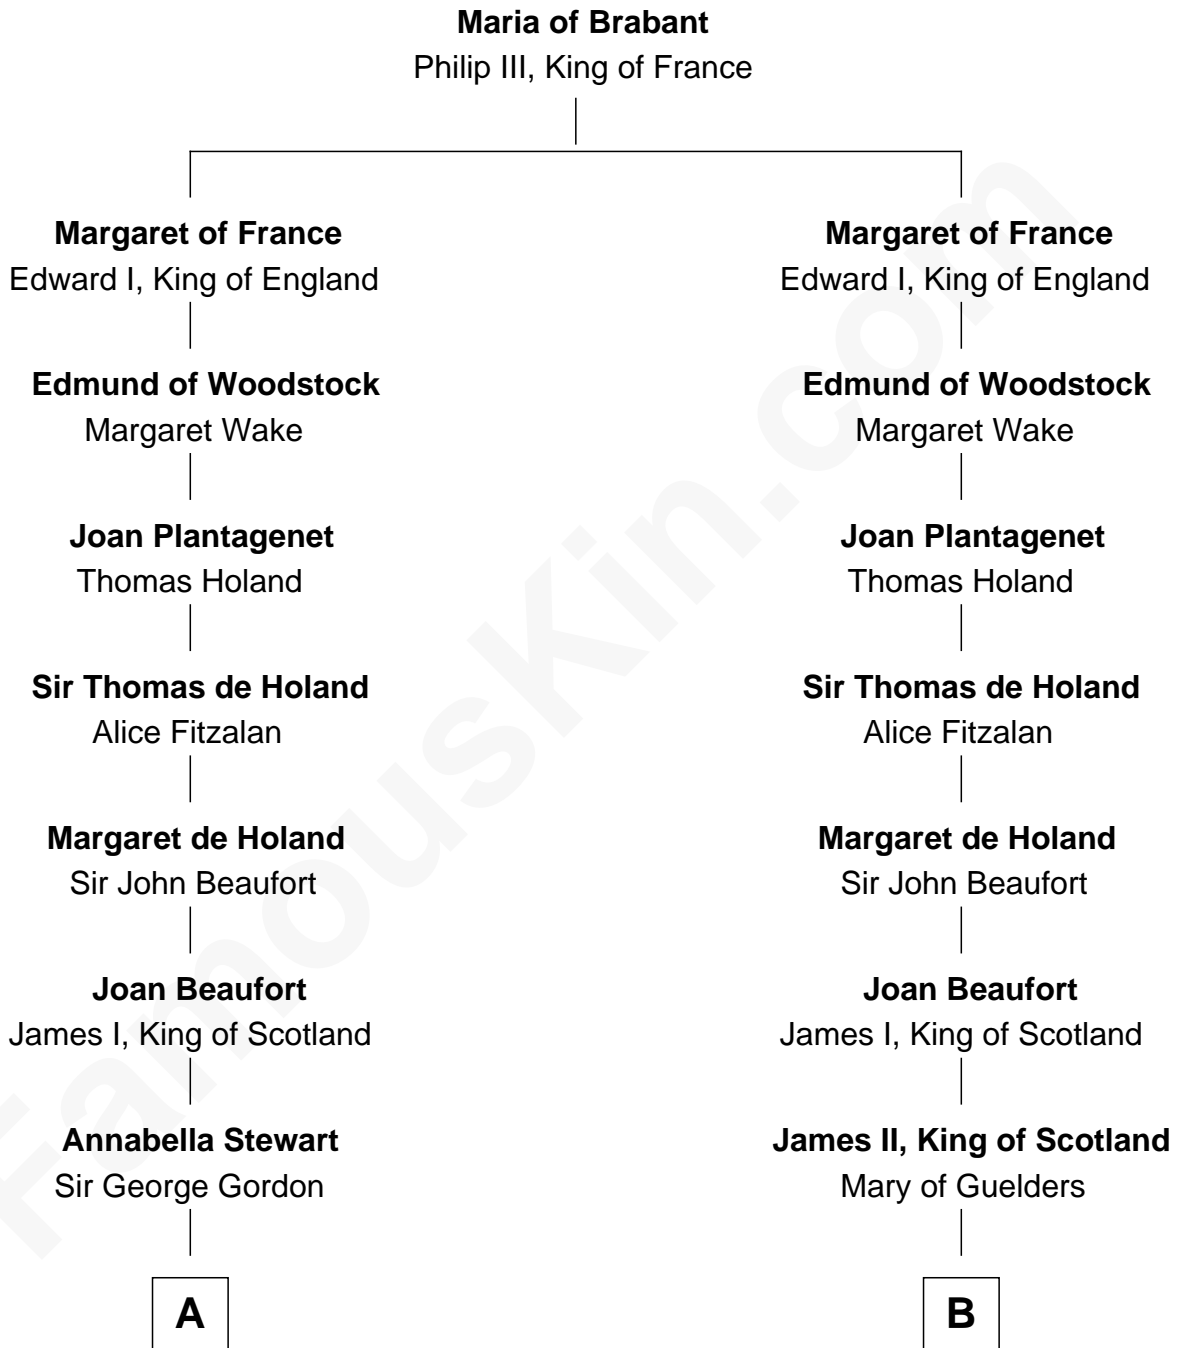 Maria of Brabant
Philip III, King of France
Margaret of France
Edward I, King of England
Edmund of Woodstock
Margaret Wake
Joan Plantagenet
Thomas Holand
Sir Thomas de Holand
Alice Fitzalan
Margaret de Holand
Sir John Beaufort
Joan Beaufort
James I, King of Scotland
Annabella Stewart
Sir George Gordon
A
Margaret of France
Edward I, King of England
Edmund of Woodstock
Margaret Wake
Joan Plantagenet
Thomas Holand
Sir Thomas de Holand
Alice Fitzalan
Margaret de Holand
Sir John Beaufort
Joan Beaufort
James I, King of Scotland
James II, King of Scotland
Mary of Guelders
B
FamousKin.com